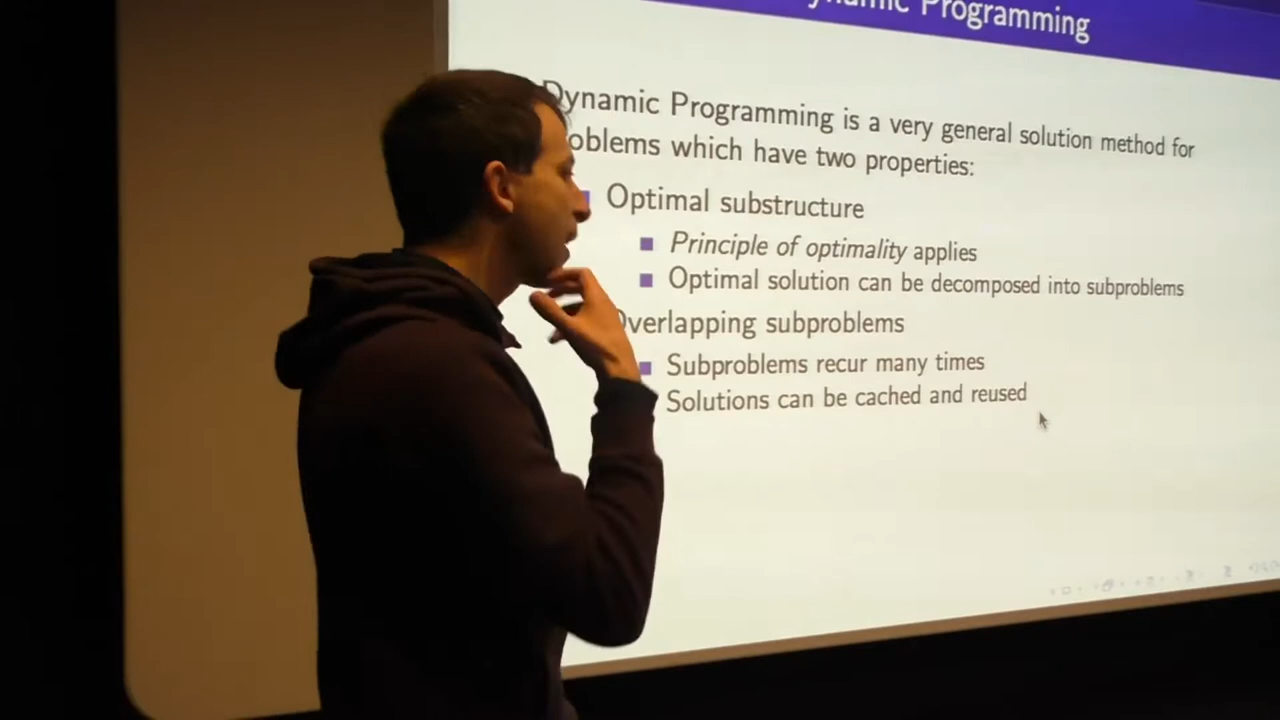 Programming
Dynamic Programming is a very general solution method for
problems which have two properties:
Optimal substructure
Principle of optimality applies
Optimal solution can be decomposed into subproblems
Overlapping subproblems
Subproblems recur many times
Solutions can be cached and reused